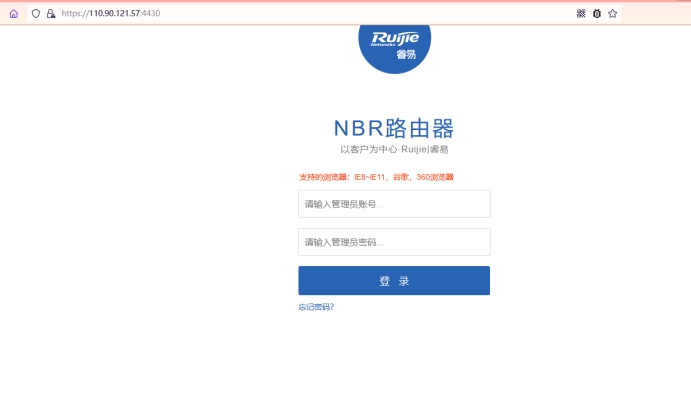 https://110.90.121.57:4430
Ruijie
Networks
睿易
NBR路由器
以客户为中心·Ruijie|睿易
支持的浏览器：IE8~IE11，谷歌，360浏览器
请输入管理员账号...
请输入管理员密码...
登 录
忘记密码?